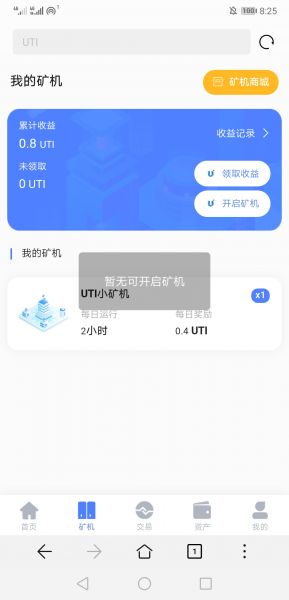 8:25
100
UTI
我的矿机
矿机商城
累计收益
0.8 UTI
收益记录
未领取
0 UTI
领取收益
开启矿机
我的矿机
暂无可开启矿机
UTI小矿机
x1
每日运行
每日奖励
2小时
0.4 UTI
首页
矿机
交易
资产
我的
1